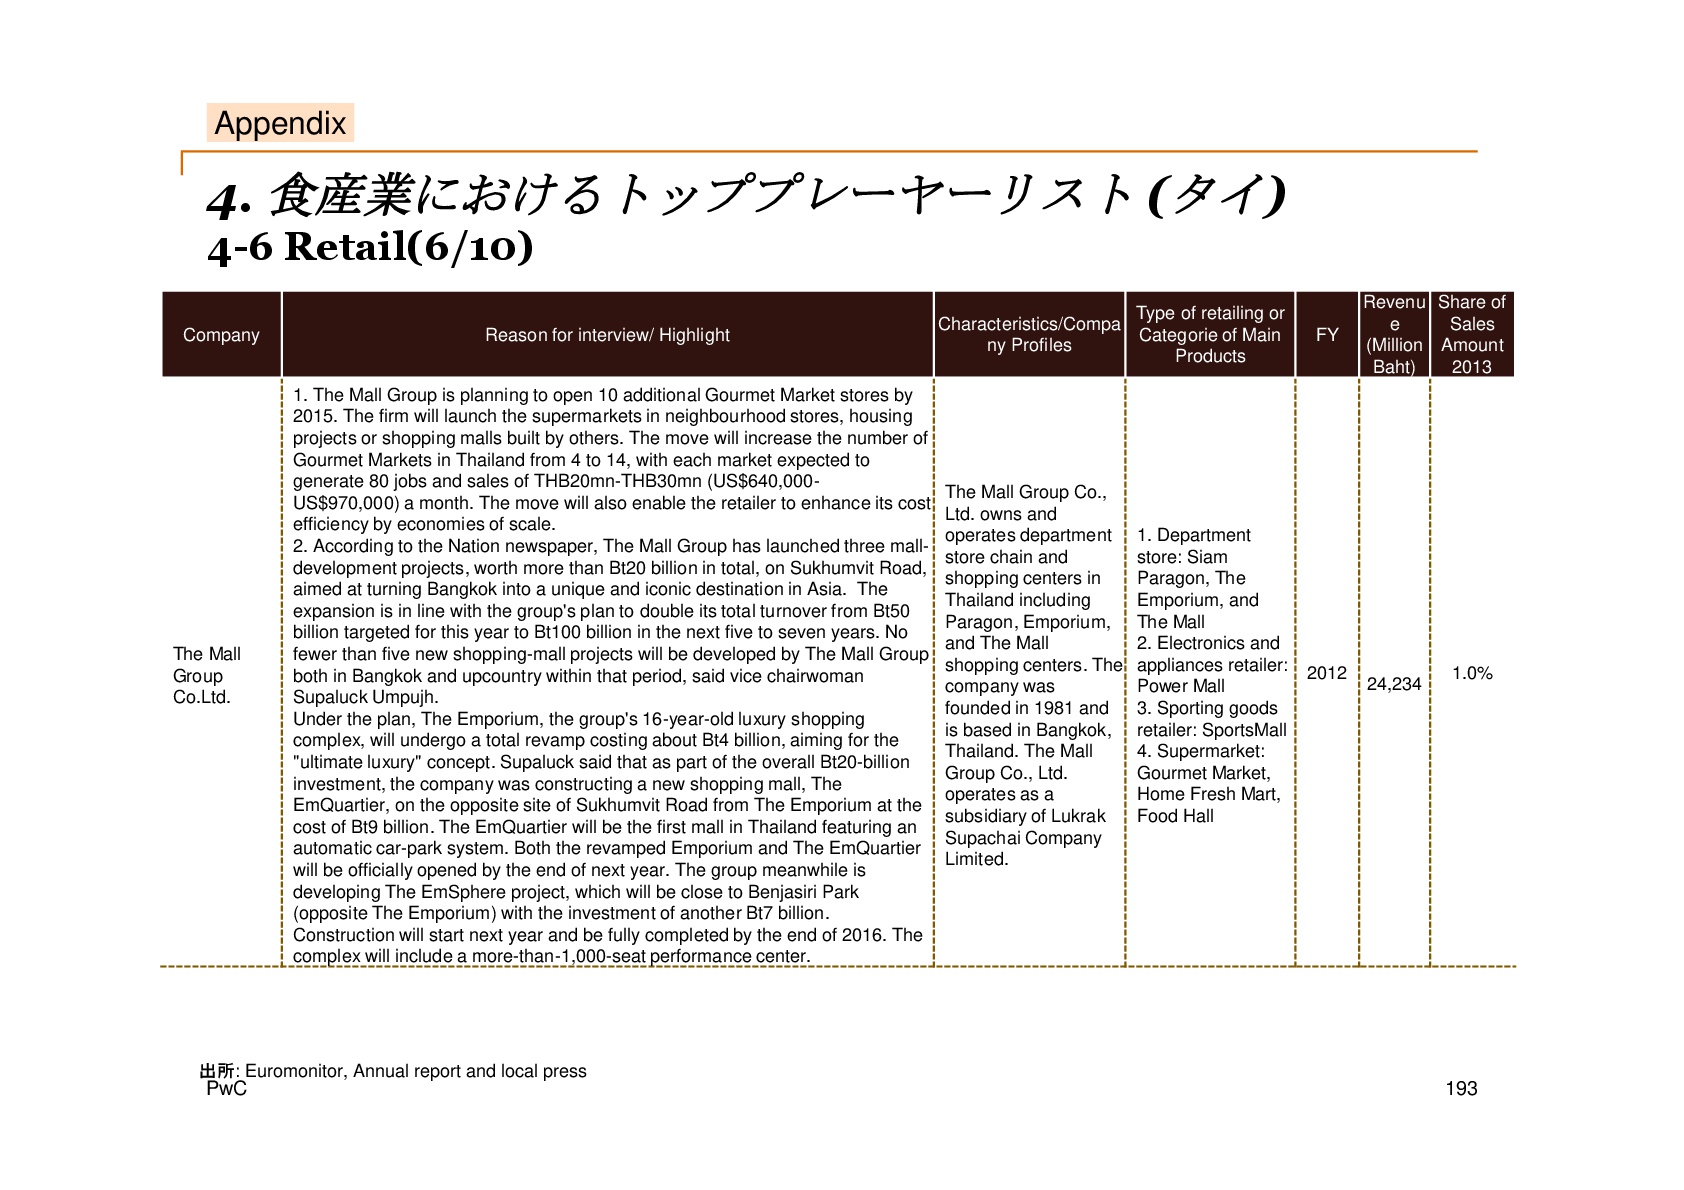 Appendix
4. 食産業におけるトッププレーヤーリスト(タイ)
4-6 Retail(6/10)
Company
Reason for interview/ Highlight
Characteristics/Compa
ny Profiles
Type of retailing or
Categorie of Main
Products
FY
Revenu
e
(Million
Baht)
Share of
Sales
Amount
2013
The Mall
Group
Co.Ltd.
1. The Mall Group is planning to open 10 additional Gourmet Market stores by
2015. The firm will launch the supermarkets in neighbourhood stores, housing
projects or shopping malls built by others. The move will increase the number of
Gourmet Markets in Thailand from 4 to 14, with each market expected to
generate 80 jobs and sales of THB20mn-THB30mn (US$640,000-
US$970,000) a month. The move will also enable the retailer to enhance its cost
efficiency by economies of scale.
2. According to the Nation newspaper, The Mall Group has launched three mall-
development projects, worth more than Bt20 billion in total, on Sukhumvit Road,
aimed at turning Bangkok into a unique and iconic destination in Asia.  The
expansion is in line with the group's plan to double its total turnover from Bt50
billion targeted for this year to Bt100 billion in the next five to seven years. No
fewer than five new shopping-mall projects will be developed by The Mall Group
both in Bangkok and upcountry within that period, said vice chairwoman
Supaluck Umpujh.
Under the plan, The Emporium, the group's 16-year-old luxury shopping
complex, will undergo a total revamp costing about Bt4 billion, aiming for the
"ultimate luxury" concept. Supaluck said that as part of the overall Bt20-billion
investment, the company was constructing a new shopping mall, The
EmQuartier, on the opposite site of Sukhumvit Road from The Emporium at the
cost of Bt9 billion. The EmQuartier will be the first mall in Thailand featuring an
automatic car-park system. Both the revamped Emporium and The EmQuartier
will be officially opened by the end of next year. The group meanwhile is
developing The EmSphere project, which will be close to Benjasiri Park
(opposite The Emporium) with the investment of another Bt7 billion.
Construction will start next year and be fully completed by the end of 2016. The
complex will include a more-than-1,000-seat performance center.
The Mall Group Co.,
Ltd. owns and
operates department
store chain and
shopping centers in
Thailand including
Paragon, Emporium,
and The Mall
shopping centers. The
company was
founded in 1981 and
is based in Bangkok,
Thailand. The Mall
Group Co., Ltd.
operates as a
subsidiary of Lukrak
Supachai Company
Limited.
1. Department
store: Siam
Paragon, The
Emporium, and
The Mall
2. Electronics and
appliances retailer:
Power Mall
3. Sporting goods
retailer: SportsMall
4. Supermarket:
Gourmet Market,
Home Fresh Mart,
Food Hall
2012
24,234
1.0%
出所: Euromonitor, Annual report and local press
PwC
193